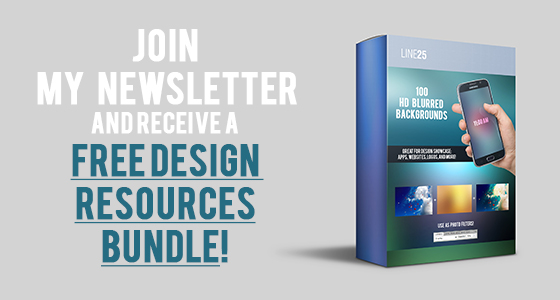 JOIN
MY NEWSLETTER
AND RECEIVE A
FREE DESIGN
RESOURCES
BUNDLE!
LINE25
100
HD BLURRED
BACKGROUNDS
GREAT FOR DESIGN SHOWCASE,
APPS, WEBSITES, LOGOS, AND MORE!
USE AS PHOTO FILTERS!